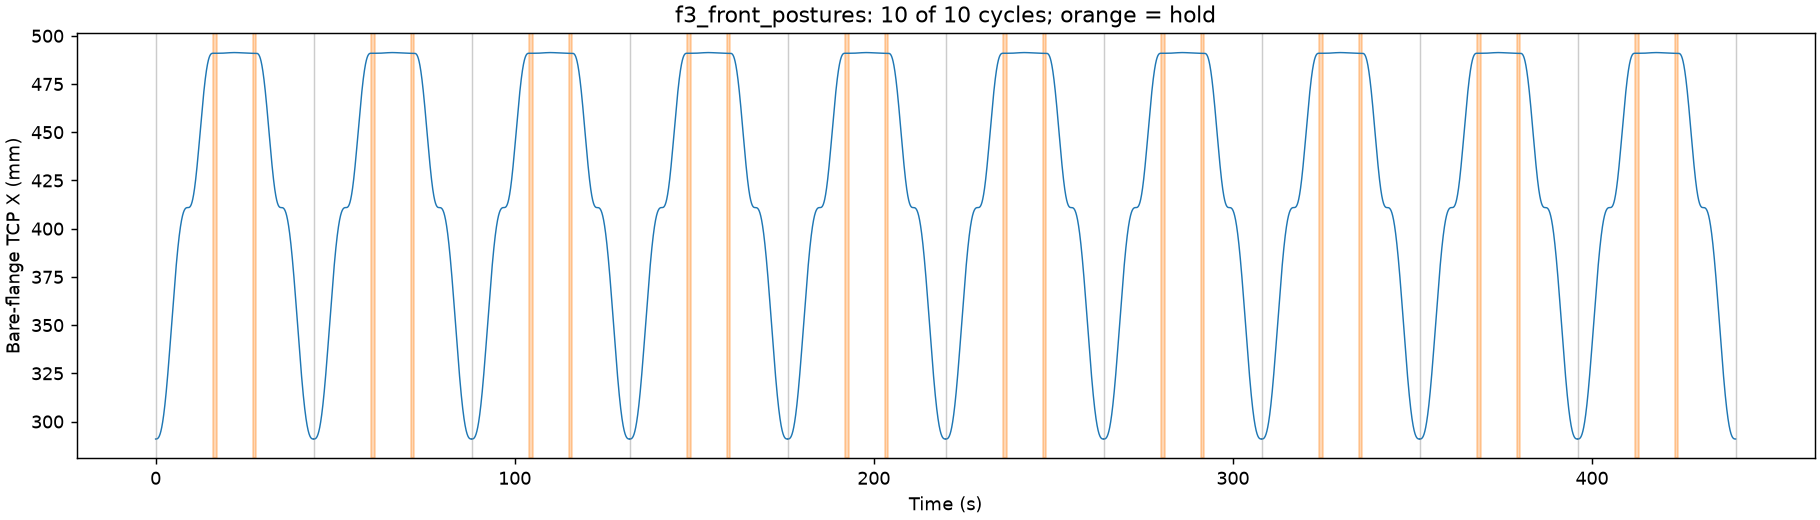 f3_front_postures: 10 of 10 cycles; orange = hold
Bare-flange TCP X (mm)
500
475
450
425
400
375
350
325
300
0 100 200 300 400
Time (s)